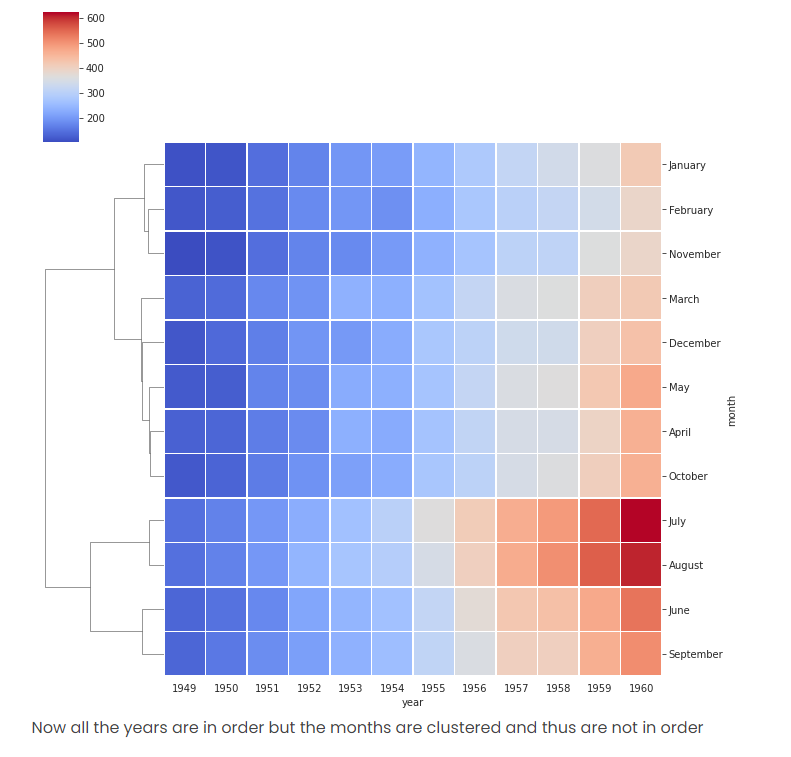 600
500
400
300
200
January
February
November
March
December
May
April
October
July
August
June
September
month
1949 1950 1951 1952 1953 1954 1955 1956 1957 1958 1959 1960
year
Now all the years are in order but the months are clustered and thus are not in order